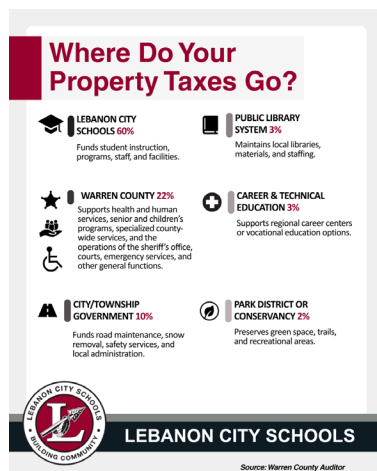 Where Do Your
Property Taxes Go?
LEBANON CITY
SCHOOLS 60%
Funds student instruction,
programs, staff, and facilities.
PUBLIC LIBRARY
SYSTEM 3%
Maintains local libraries,
materials, and staffing.
WARREN COUNTY 22%
Supports health and human
services, senior and children's
programs, specialized county-
wide services, and the
operations of the sheriff's office,
courts, emergency services, and
other general functions.
CAREER & TECHNICAL
EDUCATION 3%
Supports regional career centers
or vocational education options.
CITY/TOWNSHIP
GOVERNMENT 10%
Funds road maintenance, snow
removal, safety services, and
local administration.
PARK DISTRICT OR
CONSERVANCY 2%
Preserves green space, trails,
and recreational areas.
LEBANON CITY SCHOOLS
L
BUILDING COMMUNITY
LEBANON CITY SCHOOLS
Source: Warren County Auditor